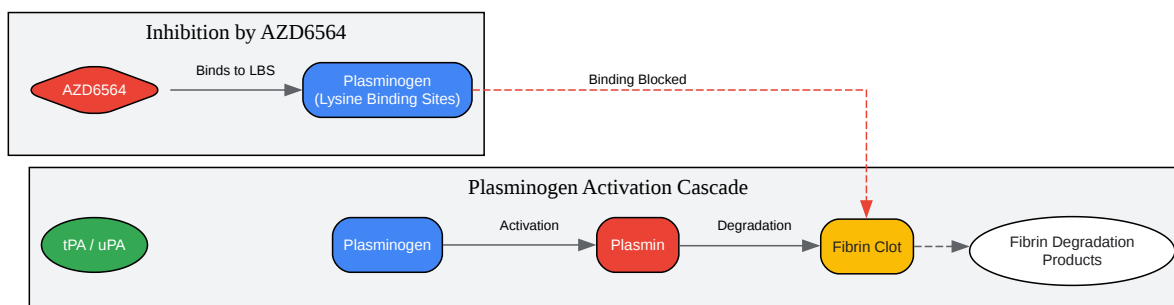 Inhibition by AZD6564
AZD6564
Binds to LBS
Plasminogen
(Lysine Binding Sites)
Binding Blocked
Plasminogen Activation Cascade
tPA / uPA
Plasminogen
Activation
Plasmin
Degradation
Fibrin Clot
Fibrin Degradation
Products